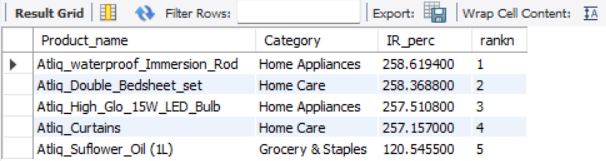 Result Grid Filter Rows: Export: Wrap Cell Content: IA
Product_name Category IR_perc rankn
Atliq_waterproof_Immersion_Rod Home Appliances 258.619400 1
Atliq_Double_Bedsheet_set Home Care 258.368800 2
Atliq_High_Glo_15W_LED_Bulb Home Appliances 257.510800 3
Atliq_Curtains Home Care 257.157000 4
Atliq_Suflower_Oil (1L) Grocery & Staples 120.545500 5